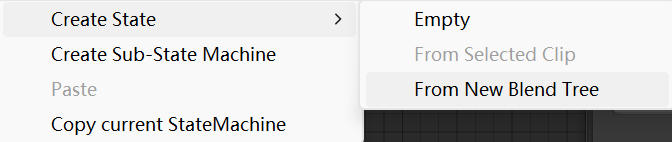 Create State
Create Sub-State Machine
Paste
Copy current StateMachine
Empty
From Selected Clip
From New Blend Tree